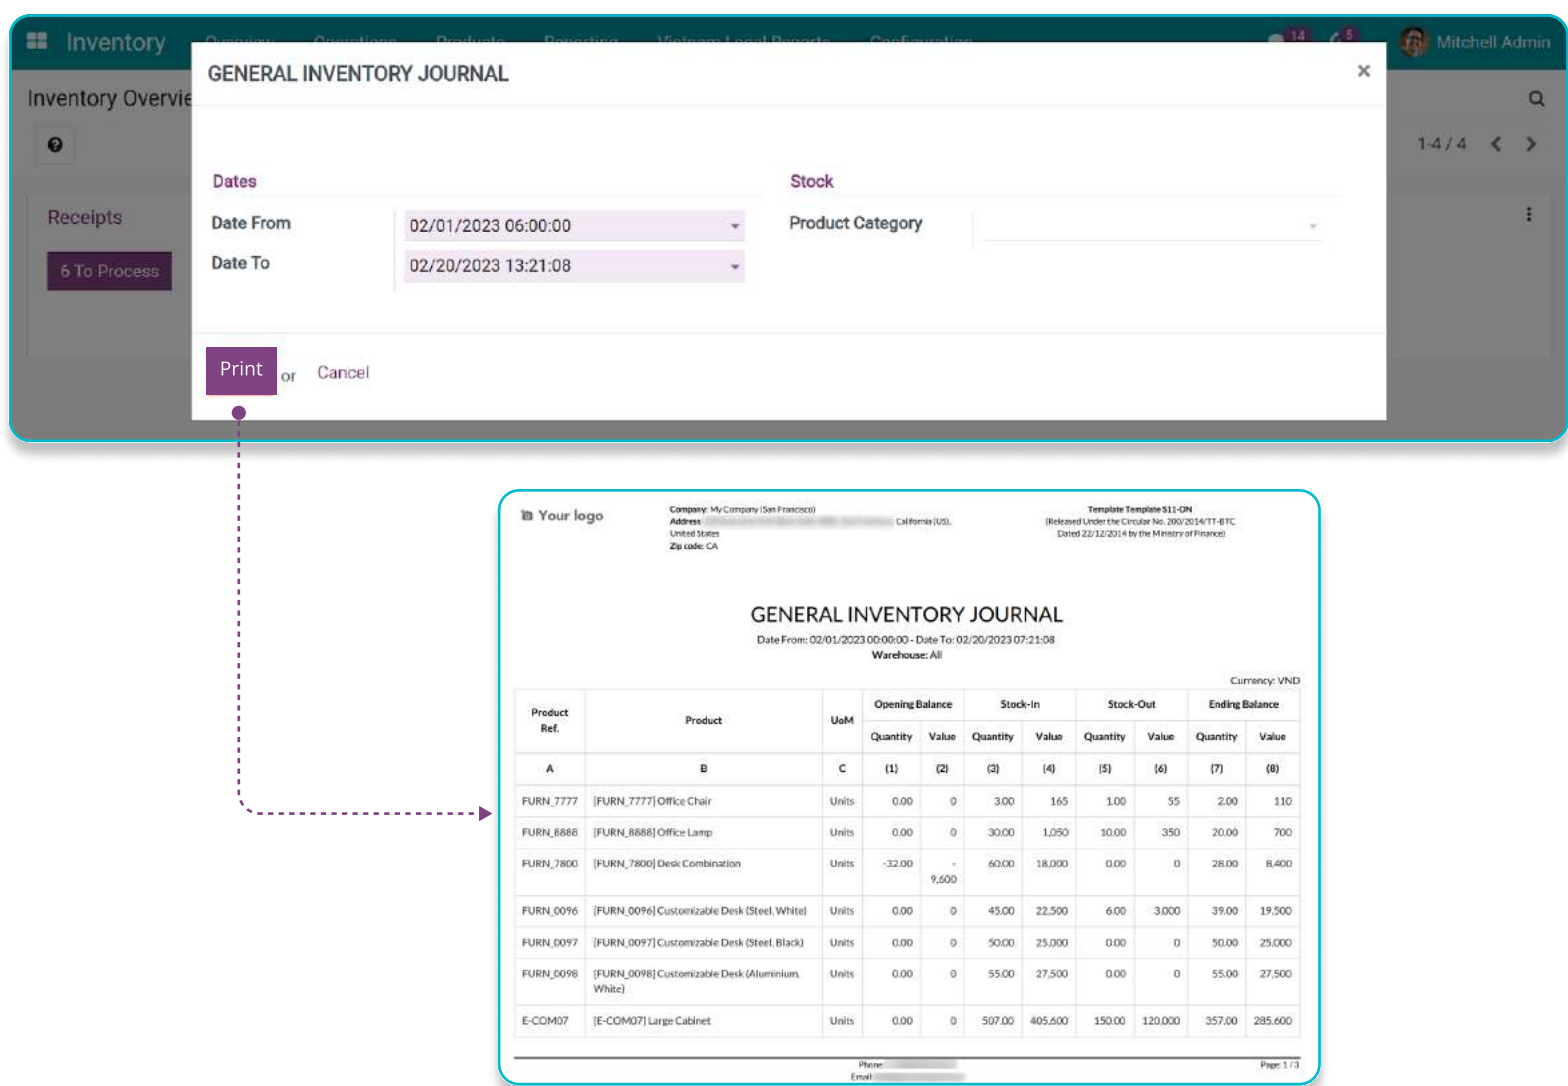 Inventory Overview Operations Products Reporting Vietnam Legal Reports Configuration 14 5 Mitchell Admin
GENERAL INVENTORY JOURNAL ×
Inventory Overvie
1-4 / 4
Dates Stock
Receipts
Date From 02/01/2023 06:00:00 Product Category
6 To Process
Date To 02/20/2023 13:21:08
Print or Cancel
Your logo
Company: My Company (San Francisco)
Address California (US),
United States
Zip code: CA
Template Template S11-DN
(Released Under the Circular No. 200/2014/TT-BTC
Dated 22/12/2014 by the Ministry of Finance)
GENERAL INVENTORY JOURNAL
Date From: 02/01/2023 00:00:00 - Date To: 02/20/2023 07:21:08
Warehouse: All
Currency: VND
Product Ref. Product UoM Opening Balance Stock-In Stock-Out Ending Balance
Quantity Value Quantity Value Quantity Value Quantity Value
A B C (1) (2) (3) (4) (5) (6) (7) (8)
FURN_7777 [FURN_7777] Office Chair Units 0.00 0 3.00 165 1.00 55 2.00 110
FURN_8888 [FURN_8888] Office Lamp Units 0.00 0 30.00 1,050 10.00 350 20.00 700
FURN_7800 [FURN_7800] Desk Combination Units -32.00 - 60.00 18,000 0.00 0 28.00 8,400
9,600
FURN_0096 [FURN_0096] Customizable Desk (Steel, White) Units 0.00 0 45.00 22,500 6.00 3,000 39.00 19,500
FURN_0097 [FURN_0097] Customizable Desk (Steel, Black) Units 0.00 0 50.00 25,000 0.00 0 50.00 25,000
FURN_0098 [FURN_0098] Customizable Desk (Aluminium, Units 0.00 0 55.00 27,500 0.00 0 55.00 27,500
White)
E-COM07 [E-COM07] Large Cabinet Units 0.00 0 507.00 405,600 150.00 120,000 357.00 285,600
Phone: Page: 1 / 3
Email: